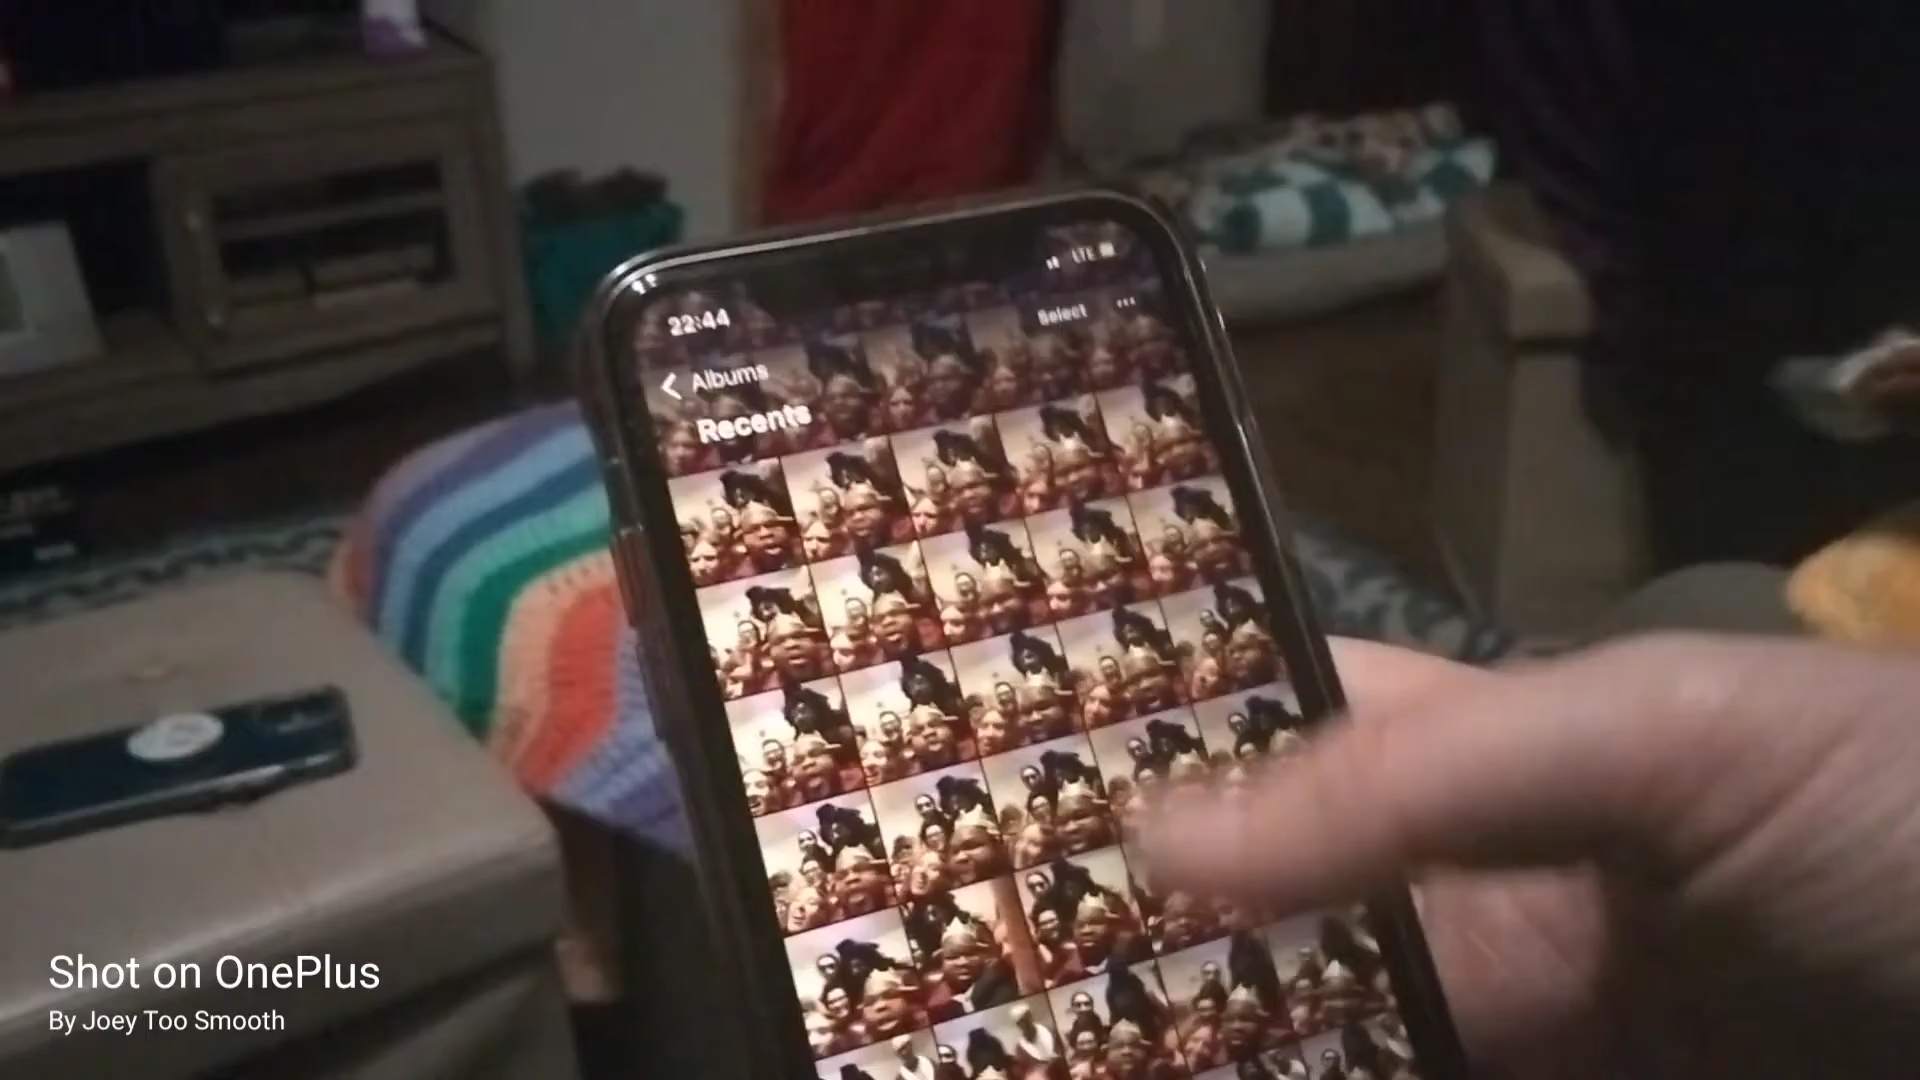 22:44
LTE
Select
Albums
Recents
Shot on OnePlus
By Joey Too Smooth